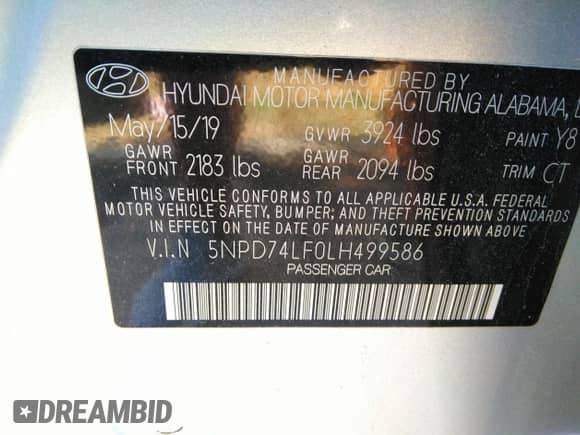 MANUFACTURED BY
HYUNDAI MOTOR MANUFACTURING ALABAMA,
May/15/19 GVWR 3924 lbs PAINT Y8
GAWR FRONT 2183 lbs GAWR REAR 2094 lbs TRIM CT
THIS VEHICLE CONFORMS TO ALL APPLICABLE U.S.A. FEDERAL
MOTOR VEHICLE SAFETY, BUMPER, AND THEFT PREVENTION STANDARDS
IN EFFECT ON THE DATE OF MANUFACTURE SHOWN ABOVE.
V.I.N 5NPD74LF0LH499586
PASSENGER CAR
DREAMBID